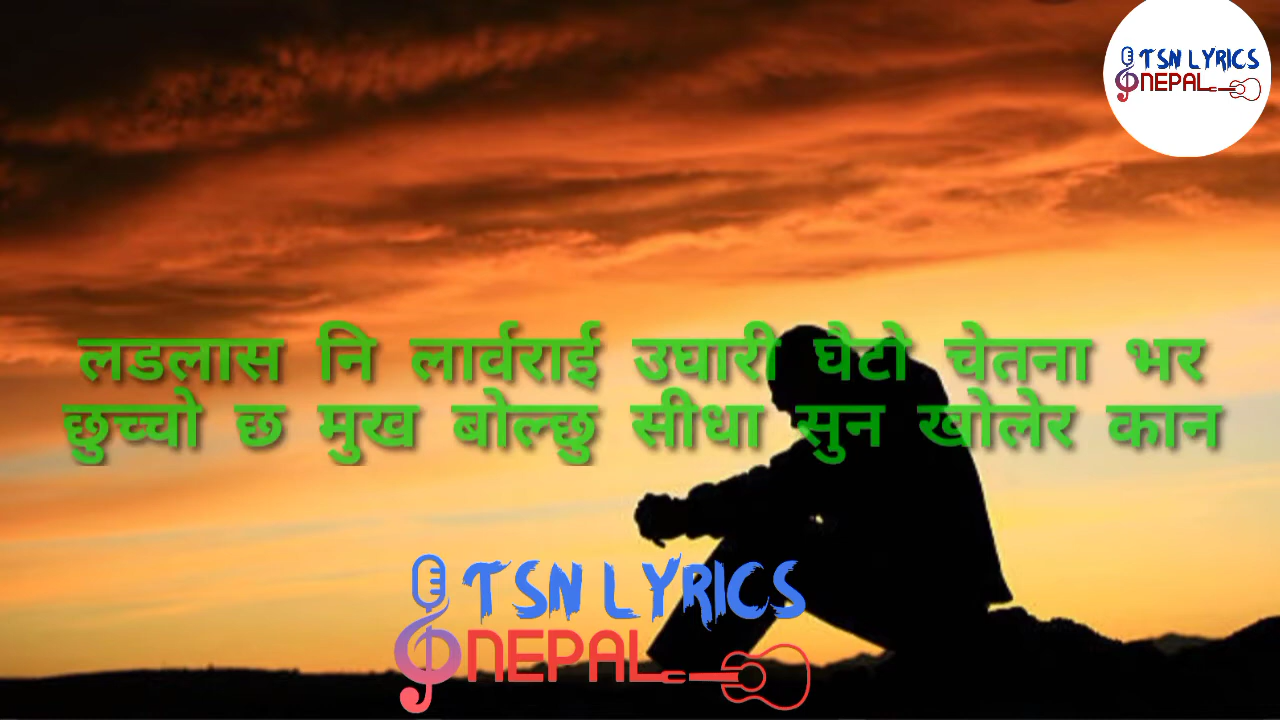 TSN LYRICS
NEPAL
लडलास नि लार्वराई उघारी घैटो चेतना भर
छुच्चो छ मुख बोल्छु सीधा सुन खोलेर कान
TSN LYRICS
NEPAL